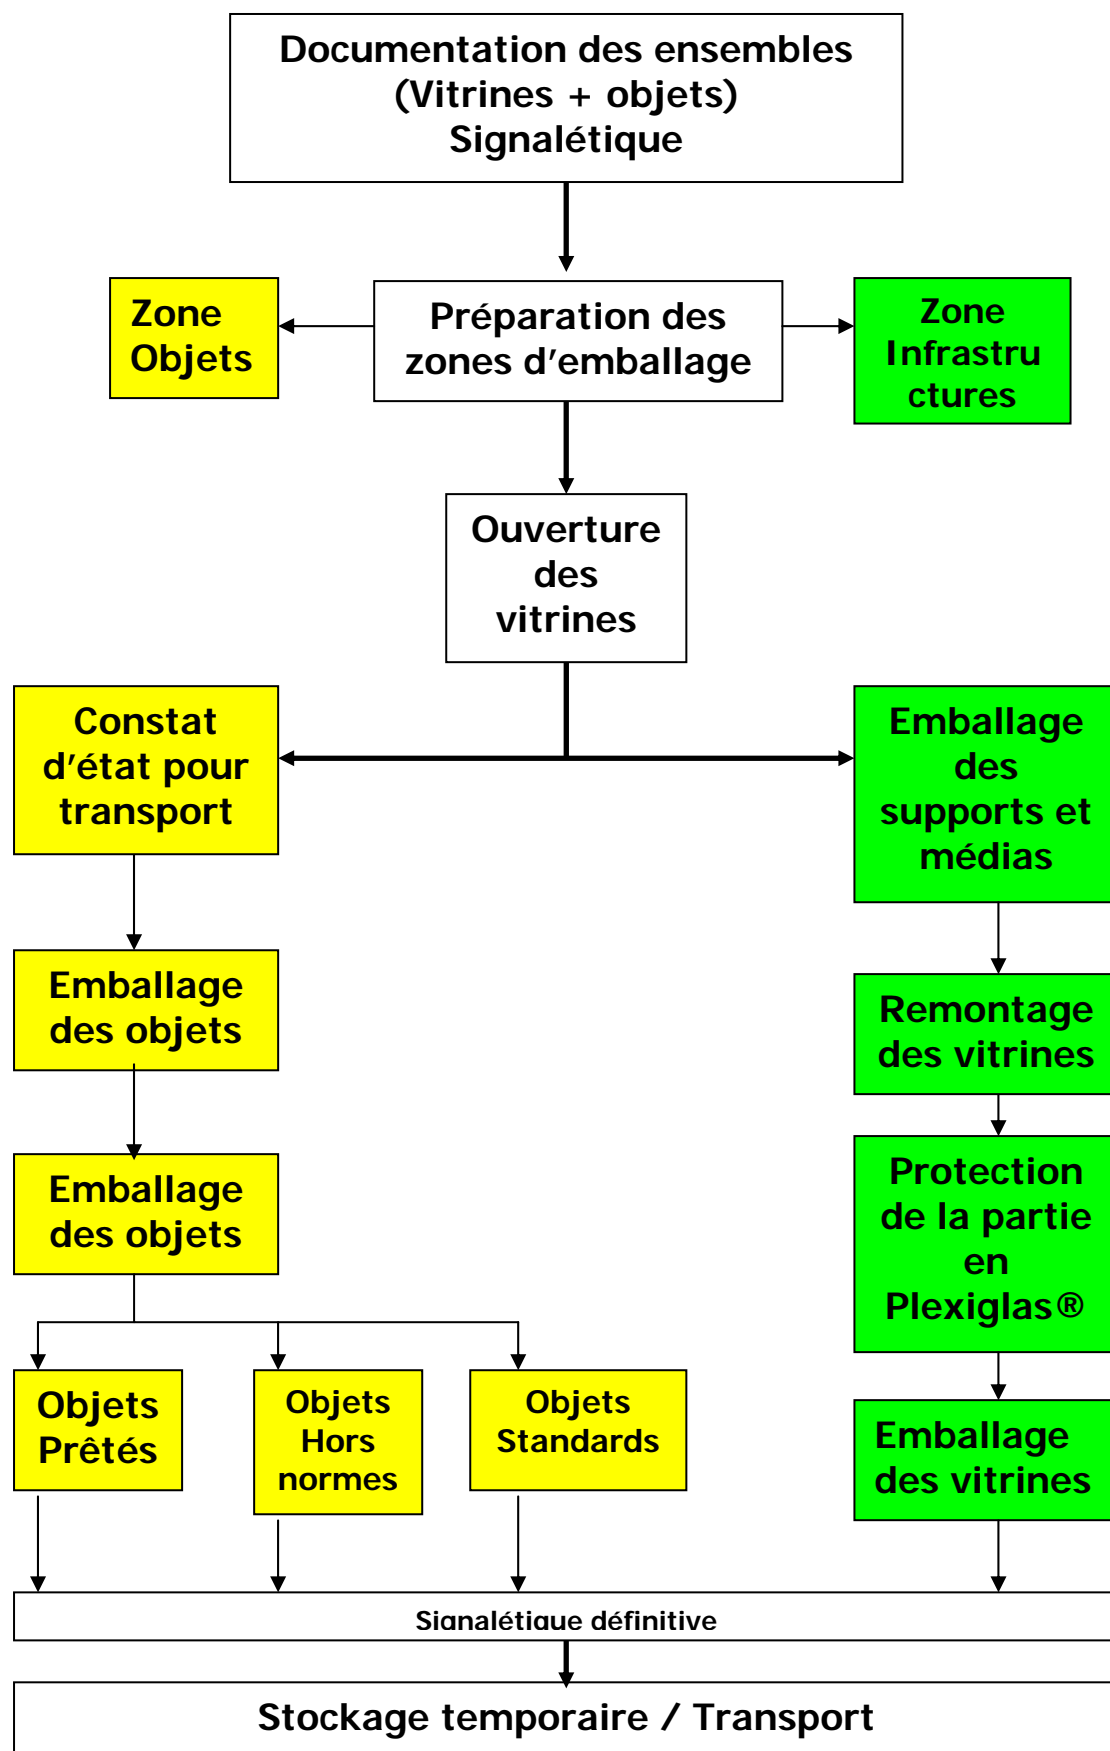 Documentation des ensembles
(Vitrines + objets)
Signalétique
Zone
Objets
Préparation des
zones d'emballage
Zone
Infrastru
ctures
Ouverture
des
vitrines
Constat
d’état pour
transport
Emballage
des
supports et
médias
Emballage
des objets
Remontage
des vitrines
Emballage
des objets
Protection
de la partie
en
Plexiglas®
Objets
Prêtés
Objets
Hors
normes
Objets
Standards
Emballage
des vitrines
Signalétique définitive
Stockage temporaire / Transport